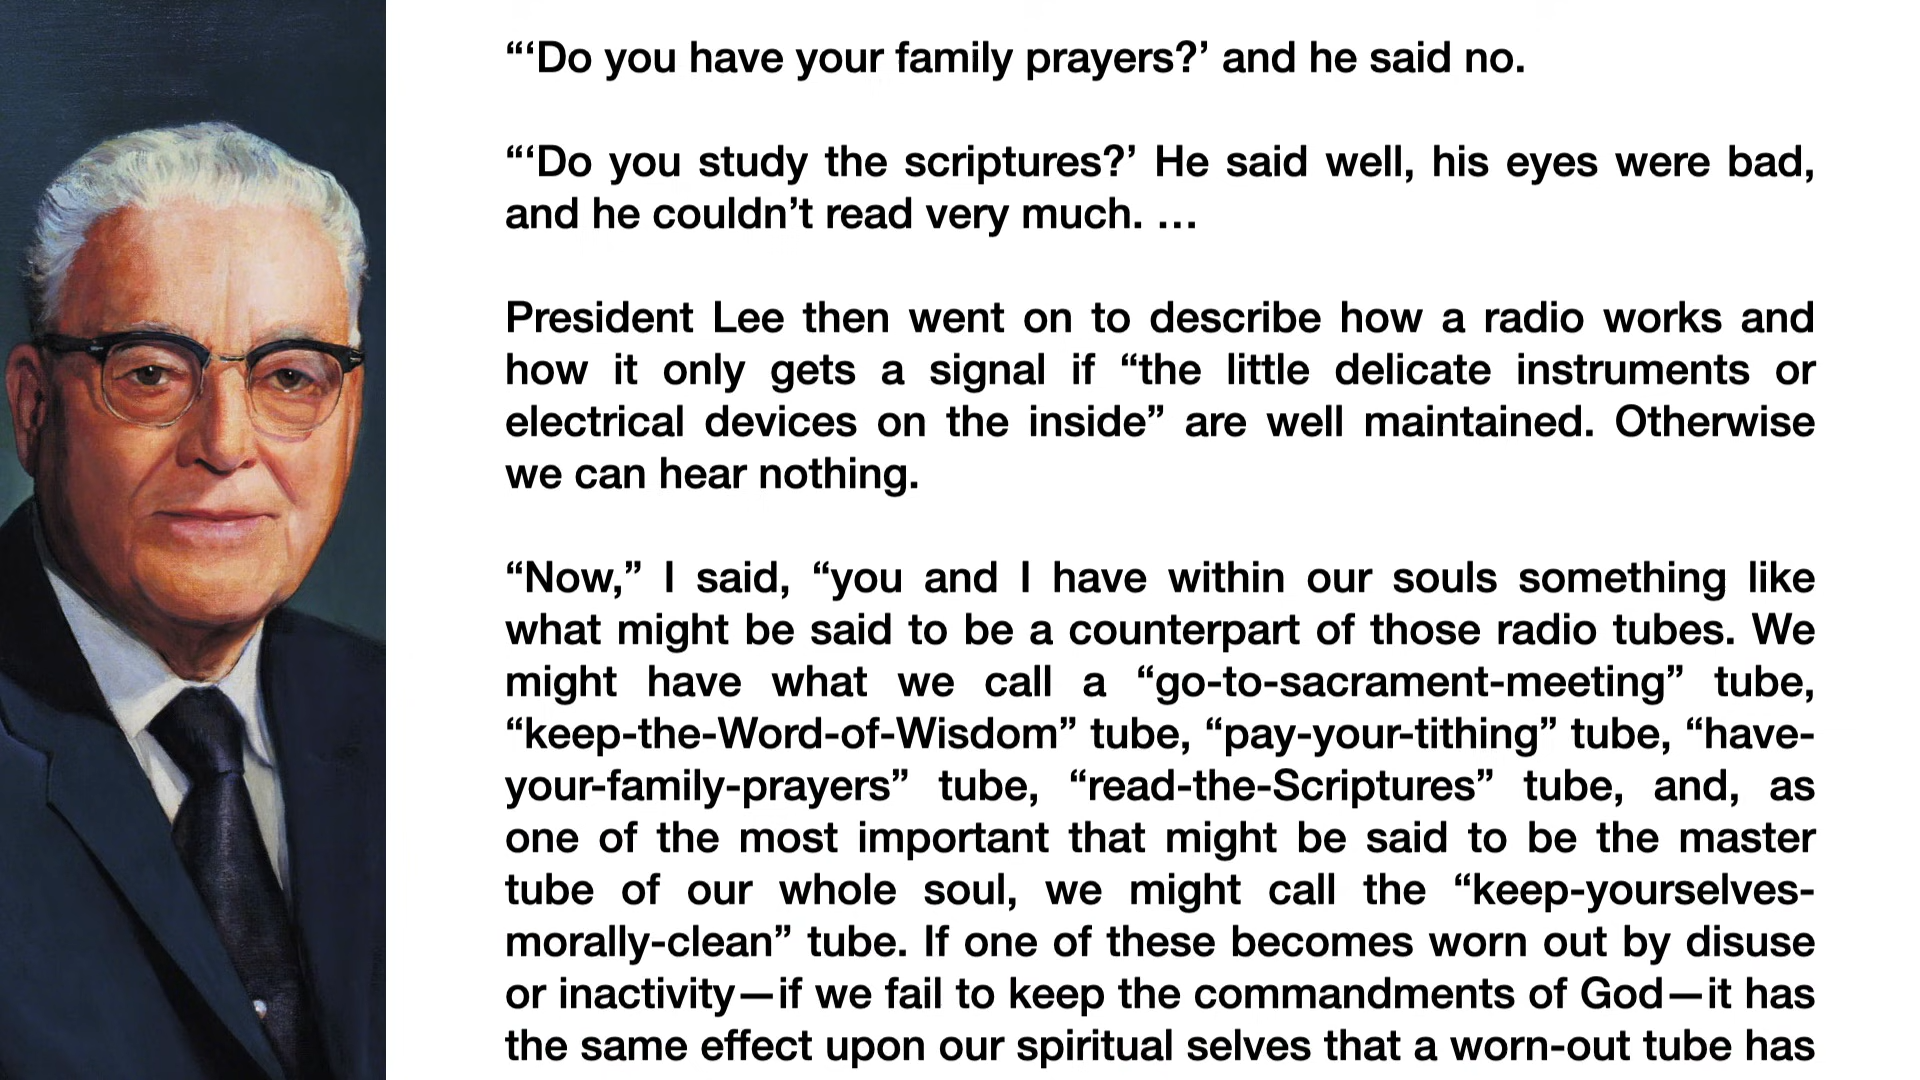 “‘Do you have your family prayers?’ and he said no.
“‘Do you study the scriptures?’ He said well, his eyes were bad,
and he couldn’t read very much. …
President Lee then went on to describe how a radio works and
how it only gets a signal if “the little delicate instruments or
electrical devices on the inside” are well maintained. Otherwise
we can hear nothing.
“Now,” I said, “you and I have within our souls something like
what might be said to be a counterpart of those radio tubes. We
might have what we call a “go-to-sacrament-meeting” tube,
“keep-the-Word-of-Wisdom” tube, “pay-your-tithing” tube, “have-
your-family-prayers” tube, “read-the-Scriptures” tube, and, as
one of the most important that might be said to be the master
tube of our whole soul, we might call the “keep-yourselves-
morally-clean” tube. If one of these becomes worn out by disuse
or inactivity—if we fail to keep the commandments of God—it has
the same effect upon our spiritual selves that a worn-out tube has